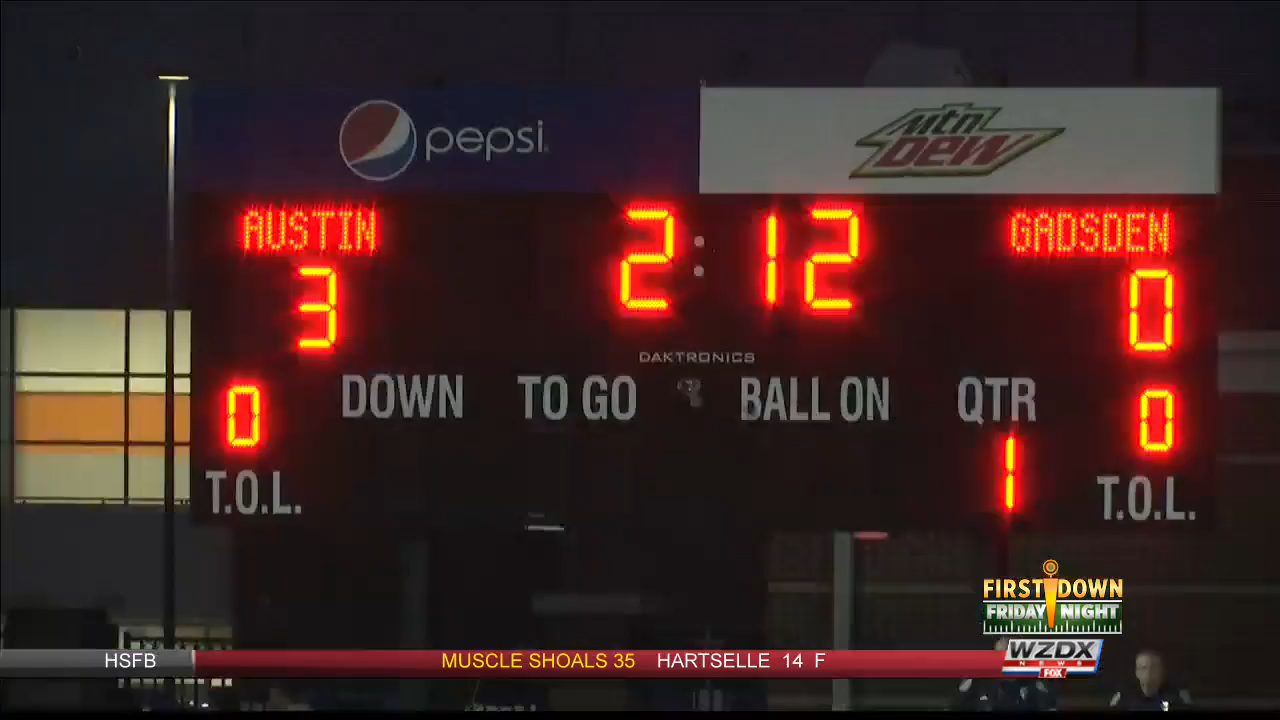 pepsi
mtn DEW
AUSTIN 2:12 GADSDEN
3 0
DAKTRONICS
DOWN TO GO BALL ON QTR
0 1 0
T.O.L. T.O.L.
FIRST DOWN
FRIDAY NIGHT
WZDX
NEWS
FOX
HSFB MUSCLE SHOALS 35 HARTSELLE 14 F